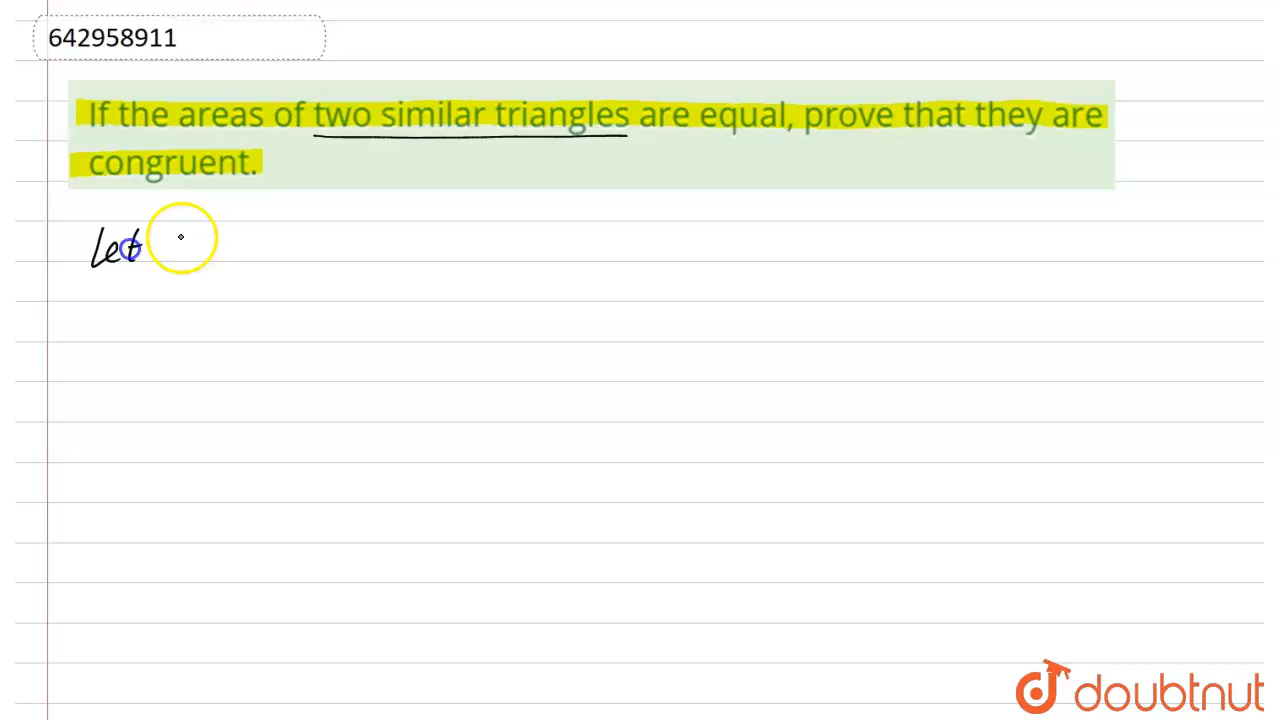 642958911
If the areas of two similar triangles are equal, prove that they are
congruent.
Let
doubtnut